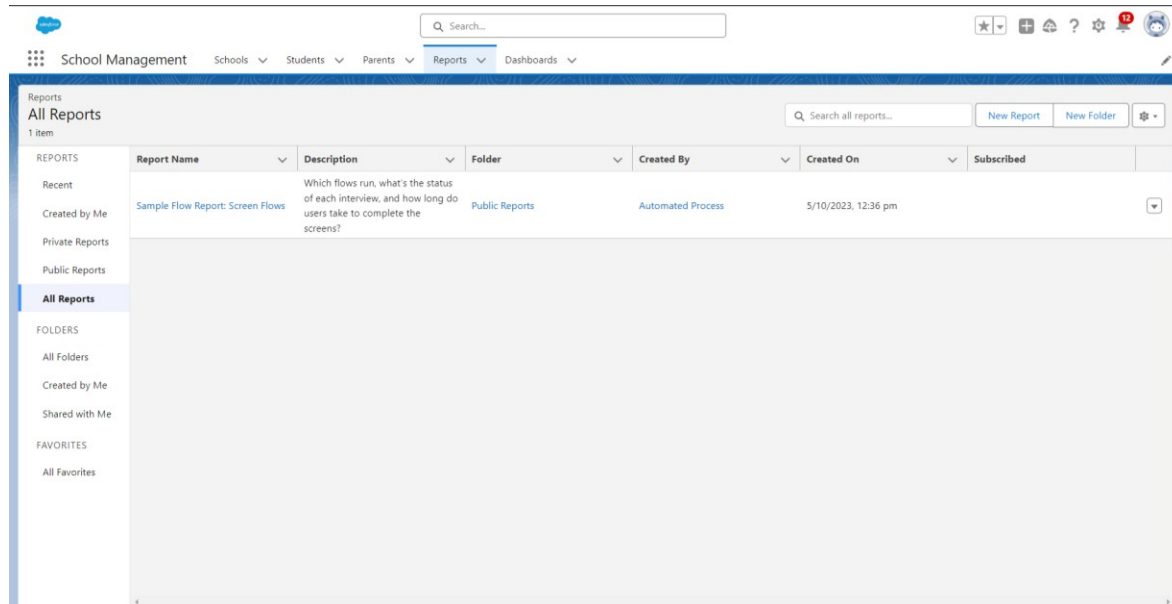 salesforce
Search...
12
School Management
Schools
Students
Parents
Reports
Dashboards
Reports
All Reports
1 item
Search all reports...
New Report
New Folder
REPORTS
Recent
Created by Me
Private Reports
Public Reports
All Reports
FOLDERS
All Folders
Created by Me
Shared with Me
FAVORITES
All Favorites
Report Name
Description
Folder
Created By
Created On
Subscribed
Sample Flow Report: Screen Flows
Which flows run, what's the status
of each interview, and how long do
users take to complete the
screens?
Public Reports
Automated Process
5/10/2023, 12:36 pm